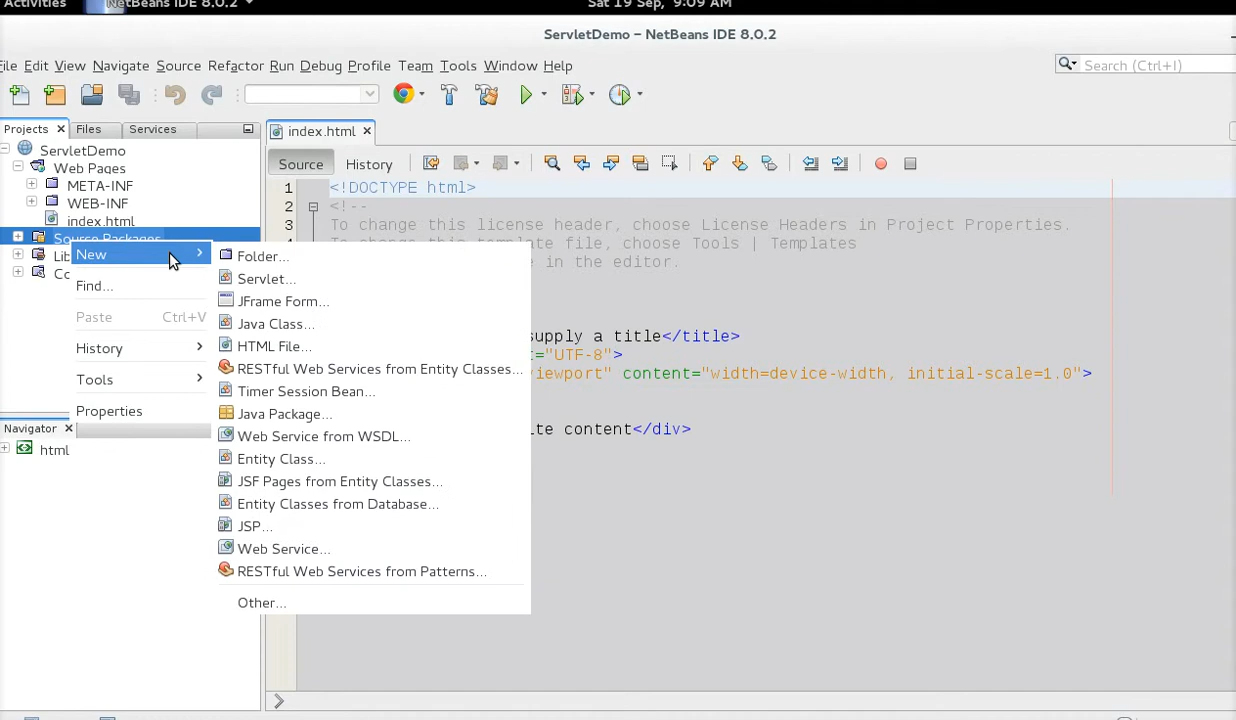 Activities NetBeans IDE 8.0.2 Sat 19 Sep, 9:09 AM
ServletDemo – NetBeans IDE 8.0.2
File Edit View Navigate Source Refactor Run Debug Profile Team Tools Window Help Search (Ctrl+I)
Projects Files Services
index.html
Source History
ServletDemo
Web Pages
META-INF
WEB-INF
index.html
Source Packages
New
Find...
Paste Ctrl+V
History
Tools
Properties
Folder...
Servlet...
JFrame Form...
Java Class...
HTML File...
RESTful Web Services from Entity Classes...
Timer Session Bean...
Java Package...
Web Service from WSDL...
Entity Class...
JSF Pages from Entity Classes...
Entity Classes from Database...
JSP...
Web Service...
RESTful Web Services from Patterns...
Other...
1 <!DOCTYPE html>
2 <!--
3 To change this license header, choose License Headers in Project Properties.
To change this template file, choose Tools | Templates
e in the editor.
supply a title</title>
t="UTF-8">
viewport" content="width=device-width, initial-scale=1.0">
ite content</div>
Navigator
html